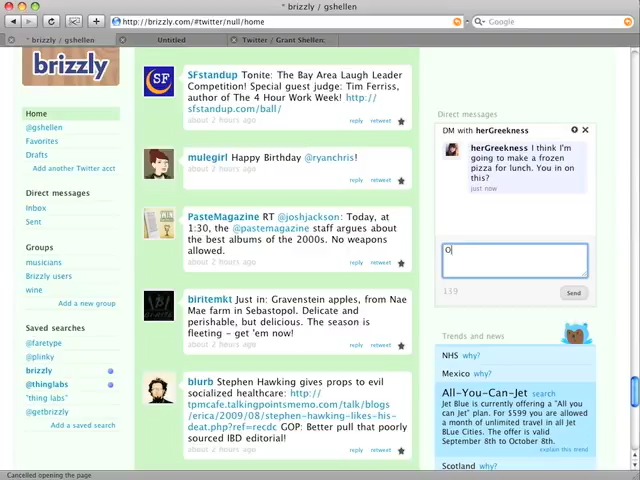 * brizzly / gshellen
http://brizzly.com/#twitter/null/home
Google
* brizzly / gshellen
Untitled
Twitter / Grant Shellen:...
brizzly
Home
@gshellen
Favorites
Drafts
Add another Twitter acct
Direct messages
Inbox
Sent
Groups
musicians
Brizzly users
wine
Add a new group
Saved searches
@faretype
@plinky
brizzly
@thinglabs
"thing labs"
@getbrizzly
Add a saved search
SF
SFstandup Tonite: The Bay Area Laugh Leader
Competition! Special guest judge: Tim Ferriss,
author of The 4 Hour Work Week! http://
sfstandup.com/ball/
about 2 hours ago
reply retweet
mulegirl Happy Birthday @ryanchris!
about 2 hours ago
reply retweet
PasteMagazine RT @joshjackson: Today, at
1:30, the @pastemagazine staff argues about
the best albums of the 2000s. No weapons
allowed.
about 2 hours ago
reply retweet
biritemkt Just in: Gravenstein apples, from Nae
Mae farm in Sebastopol. Delicate and
perishable, but delicious. The season is
fleeting - get 'em now!
about 2 hours ago
reply retweet
blurb Stephen Hawking gives props to evil
socialized healthcare: http://
tpmcafe.talkingpointsmemo.com/talk/blogs
/erica/2009/08/stephen-hawking-likes-his-
deat.php?ref=recdc GOP: Better pull that poorly
sourced IBD editorial!
about 2 hours ago
reply retweet
Direct messages
DM with herGreekness
herGreekness I think I'm
going to make a frozen
pizza for lunch. You in on
this?
just now
O
139
Send
Trends and news
NHS why?
Mexico why?
All-You-Can-Jet search
Jet Blue is currently offering a "All you
can Jet" plan. For $599 you are allowed
a month of unlimited travel in all Jet
BLue Cities. The offer is valid
September 8th to October 8th.
explain this trend
Scotland why?
Cancelled opening the page